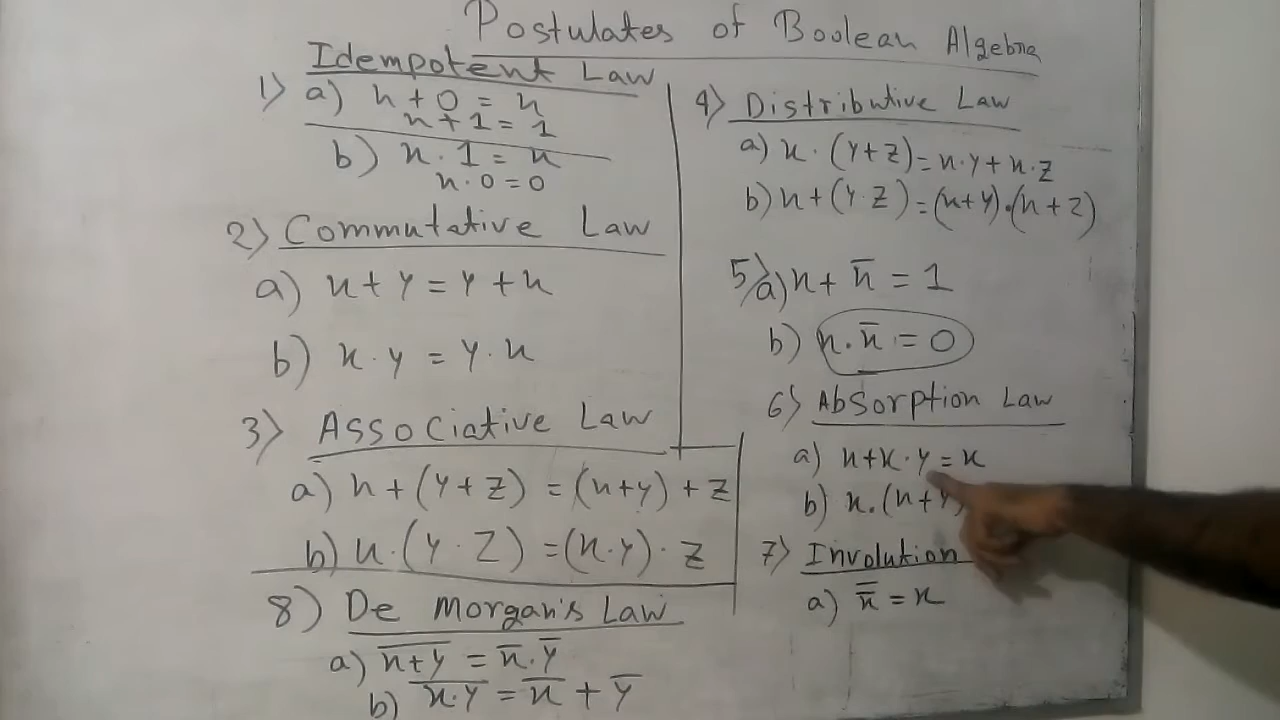 Postulates of Boolean Algebra
Idempotent Law
1) a) x + 0 = x
x + 1 = 1
b) x · 1 = x
x · 0 = 0
2) Commutative Law
a) x + y = y + x
b) x · y = y · x
3) Associative Law
a) x + (y + z) = (x + y) + z
b) x · (y · z) = (x · y) · z
8) De Morgan's Law
a) x̅+̅y̅ = x̅ · y̅
b) x̅·̅y̅ = x̅ + y̅
4) Distributive Law
a) x · (y + z) = x · y + x · z
b) x + (y · z) = (x + y) · (x + z)
5) a) x + x̅ = 1
b) x · x̅ = 0
6) Absorption Law
a) x + x · y = x
b) x · (x + y
7) Involution
a) x̿ = x